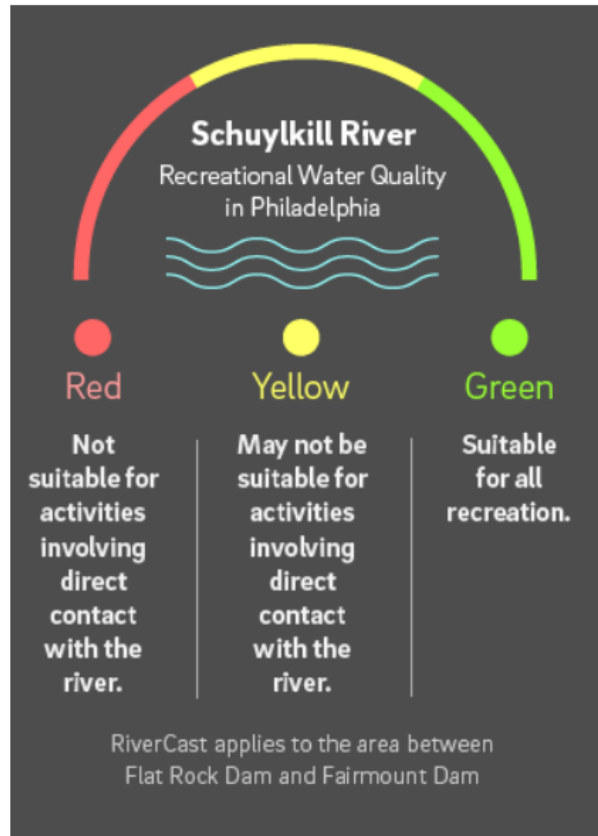 Schuylkill River
Recreational Water Quality
in Philadelphia
Red
Not
suitable for
activities
involving
direct
contact
with the
river.
Yellow
May not be
suitable for
activities
involving
direct
contact
with the
river.
Green
Suitable
for all
recreation.
RiverCast applies to the area between
Flat Rock Dam and Fairmount Dam